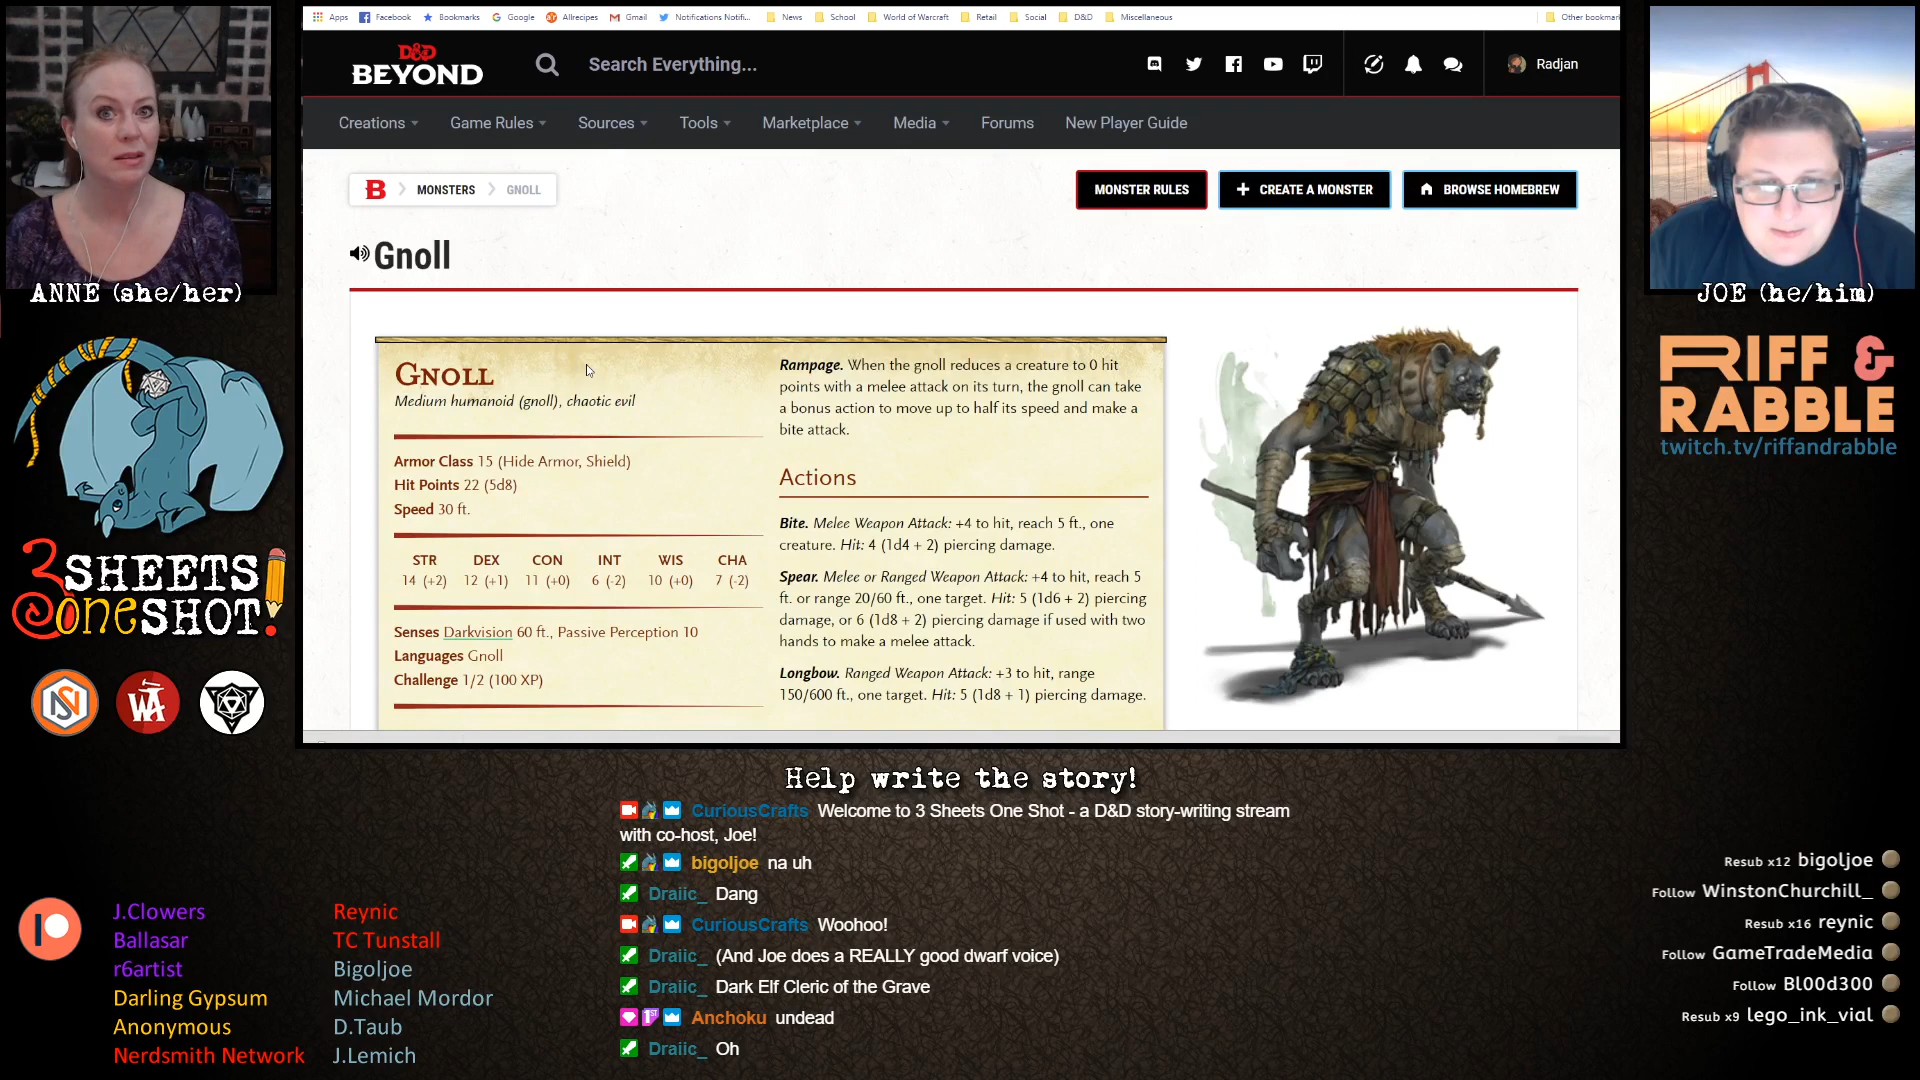 Apps Facebook Bookmarks Google Allrecipes Gmail Notifications Notifi... News School World of Warcraft Retail Social D&D Miscellaneous Other bookmar
D&D
BEYOND
Search Everything...
Radjan
Creations Game Rules Sources Tools Marketplace Media Forums New Player Guide
B MONSTERS GNOLL
MONSTER RULES
+ CREATE A MONSTER
BROWSE HOMEBREW
Gnoll
GNOLL
Medium humanoid (gnoll), chaotic evil
Armor Class 15 (Hide Armor, Shield)
Hit Points 22 (5d8)
Speed 30 ft.
STR DEX CON INT WIS CHA
14 (+2) 12 (+1) 11 (+0) 6 (-2) 10 (+0) 7 (-2)
Senses Darkvision 60 ft., Passive Perception 10
Languages Gnoll
Challenge 1/2 (100 XP)
Rampage. When the gnoll reduces a creature to 0 hit
points with a melee attack on its turn, the gnoll can take
a bonus action to move up to half its speed and make a
bite attack.
Actions
Bite. Melee Weapon Attack: +4 to hit, reach 5 ft., one
creature. Hit: 4 (1d4 + 2) piercing damage.
Spear. Melee or Ranged Weapon Attack: +4 to hit, reach 5
ft. or range 20/60 ft., one target. Hit: 5 (1d6 + 2) piercing
damage, or 6 (1d8 + 2) piercing damage if used with two
hands to make a melee attack.
Longbow. Ranged Weapon Attack: +3 to hit, range
150/600 ft., one target. Hit: 5 (1d8 + 1) piercing damage.
ANNE (she/her)
3 SHEETS
@oneSHOT!
N WA
JOE (he/him)
RIFF &
RABBLE
twitch.tv/riffandrabble
Help write the story!
CuriousCrafts Welcome to 3 Sheets One Shot - a D&D story-writing stream
with co-host, Joe!
bigoljoe na uh
Draiic_ Dang
CuriousCrafts Woohoo!
Draiic_ (And Joe does a REALLY good dwarf voice)
Draiic_ Dark Elf Cleric of the Grave
1ST Anchoku undead
Draiic_ Oh
J.Clowers
Ballasar
r6artist
Darling Gypsum
Anonymous
Nerdsmith Network
Reynic
TC Tunstall
Bigoljoe
Michael Mordor
D.Taub
J.Lemich
Resub x12 bigoljoe
Follow WinstonChurchill_
Resub x16 reynic
Follow GameTradeMedia
Follow Bl00d300
Resub x9 lego_ink_vial